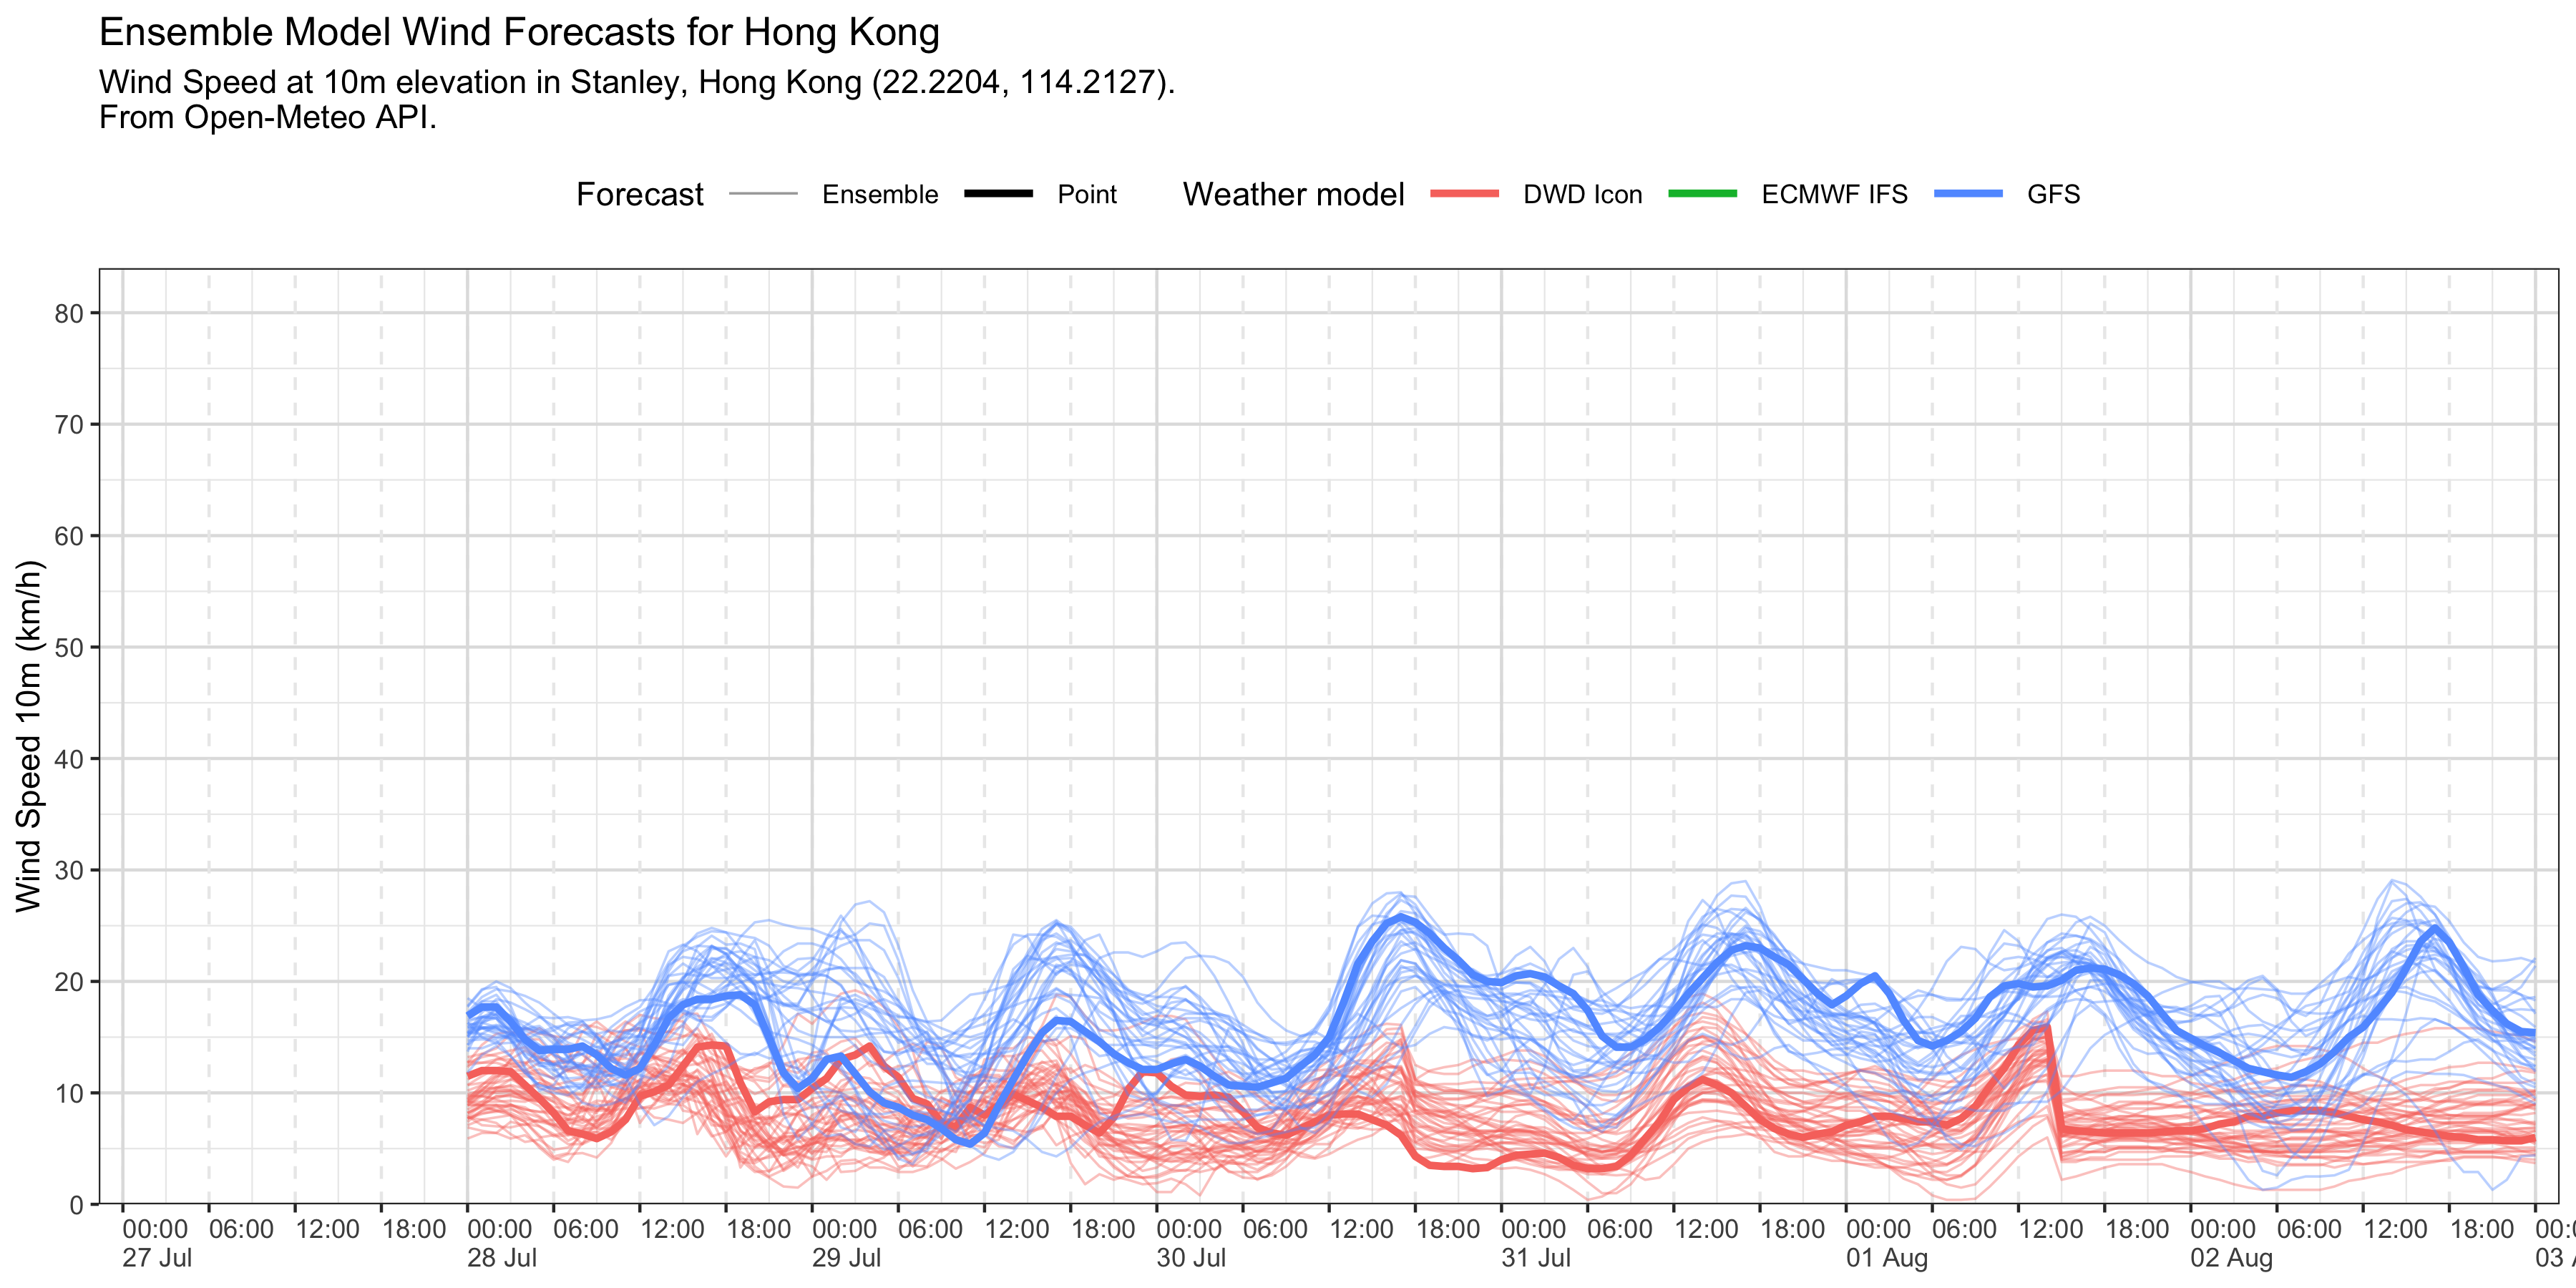 Ensemble Model Wind Forecasts for Hong Kong
Wind Speed at 10m elevation in Stanley, Hong Kong (22.2204, 114.2127).
From Open-Meteo API.
Forecast Ensemble Point Weather model DWD Icon ECMWF IFS GFS
Wind Speed 10m (km/h)
80
70
60
50
40
30
20
10
0
00:00 06:00 12:00 18:00 00:00 06:00 12:00 18:00 00:00 06:00 12:00 18:00 00:00 06:00 12:00 18:00 00:00 06:00 12:00 18:00 00:00 06:00 12:00 18:00 00:00 06:00 12:00 18:00
27 Jul 28 Jul 29 Jul 30 Jul 31 Jul 01 Aug 02 Aug 03